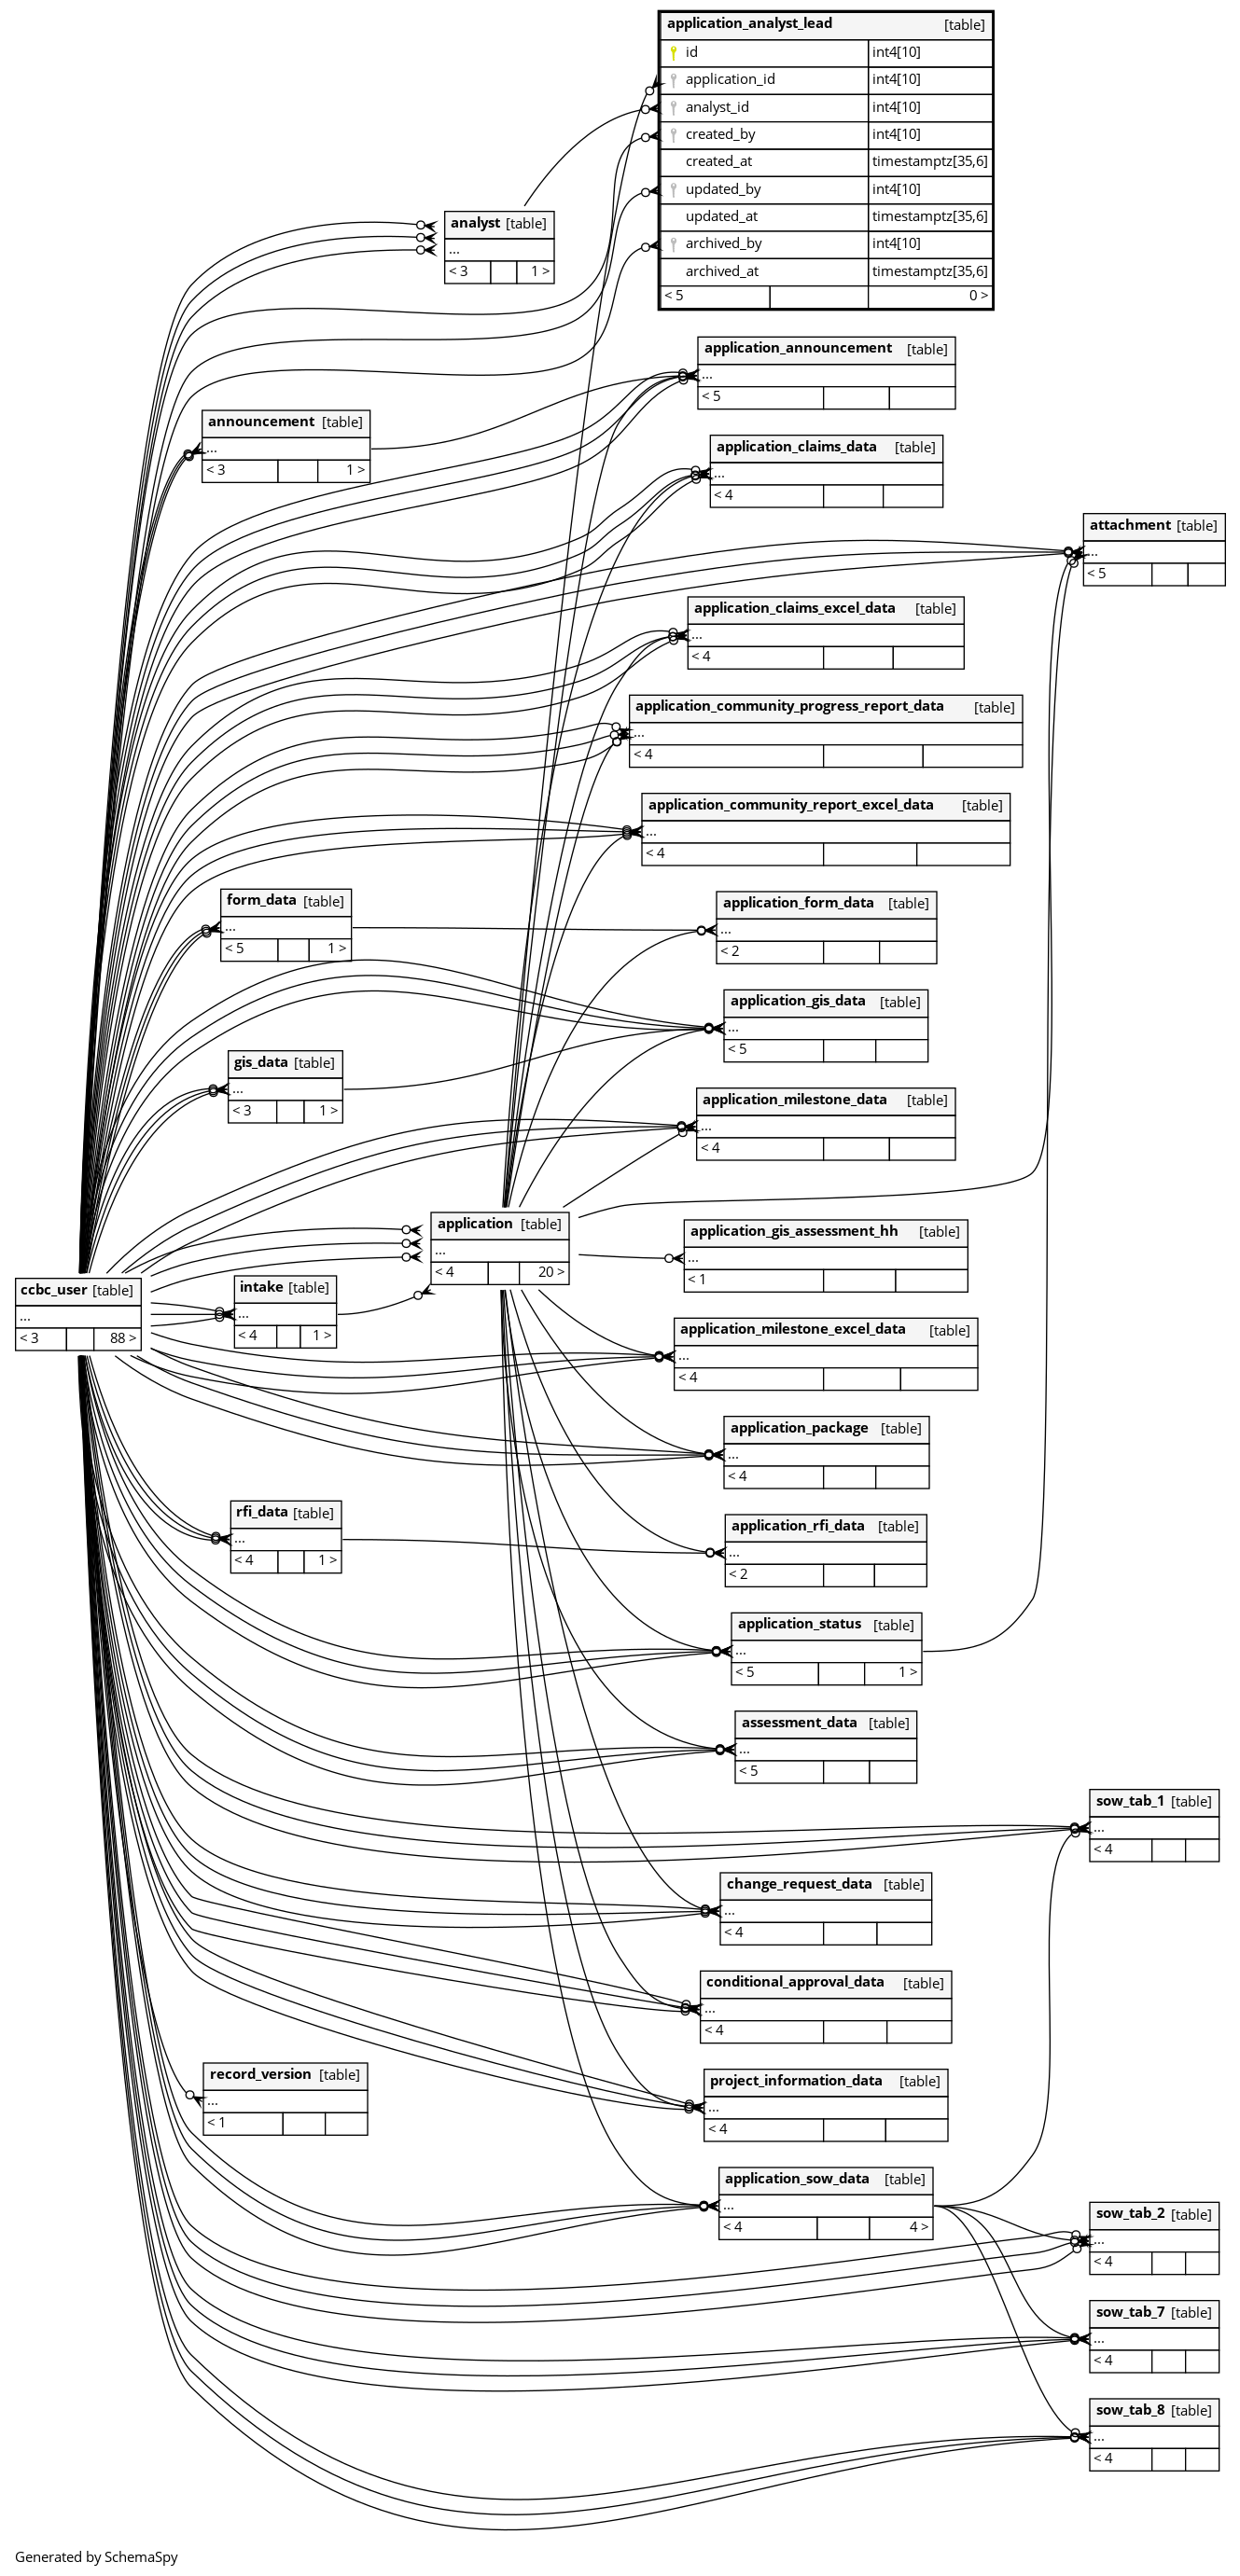 application_analyst_lead [table]
id int4[10]
application_id int4[10]
analyst_id int4[10]
created_by int4[10]
created_at timestamptz[35,6]
updated_by int4[10]
updated_at timestamptz[35,6]
archived_by int4[10]
archived_at timestamptz[35,6]
< 5 0 >
analyst [table]
...
< 3 1 >
application_announcement [table]
...
< 5
announcement [table]
...
< 3 1 >
application_claims_data [table]
...
< 4
attachment [table]
...
< 5
application_claims_excel_data [table]
...
< 4
application_community_progress_report_data [table]
...
< 4
application_community_report_excel_data [table]
...
< 4
form_data [table]
...
< 5 1 >
application_form_data [table]
...
< 2
application_gis_data [table]
...
< 5
gis_data [table]
...
< 3 1 >
application_milestone_data [table]
...
< 4
application [table]
...
< 4 20 >
application_gis_assessment_hh [table]
...
< 1
ccbc_user [table]
...
< 3 88 >
intake [table]
...
< 4 1 >
application_milestone_excel_data [table]
...
< 4
application_package [table]
...
< 4
rfi_data [table]
...
< 4 1 >
application_rfi_data [table]
...
< 2
application_status [table]
...
< 5 1 >
assessment_data [table]
...
< 5
sow_tab_1 [table]
...
< 4
change_request_data [table]
...
< 4
conditional_approval_data [table]
...
< 4
record_version [table]
...
< 1
project_information_data [table]
...
< 4
application_sow_data [table]
...
< 4 4 >
sow_tab_2 [table]
...
< 4
sow_tab_7 [table]
...
< 4
sow_tab_8 [table]
...
< 4
Generated by SchemaSpy